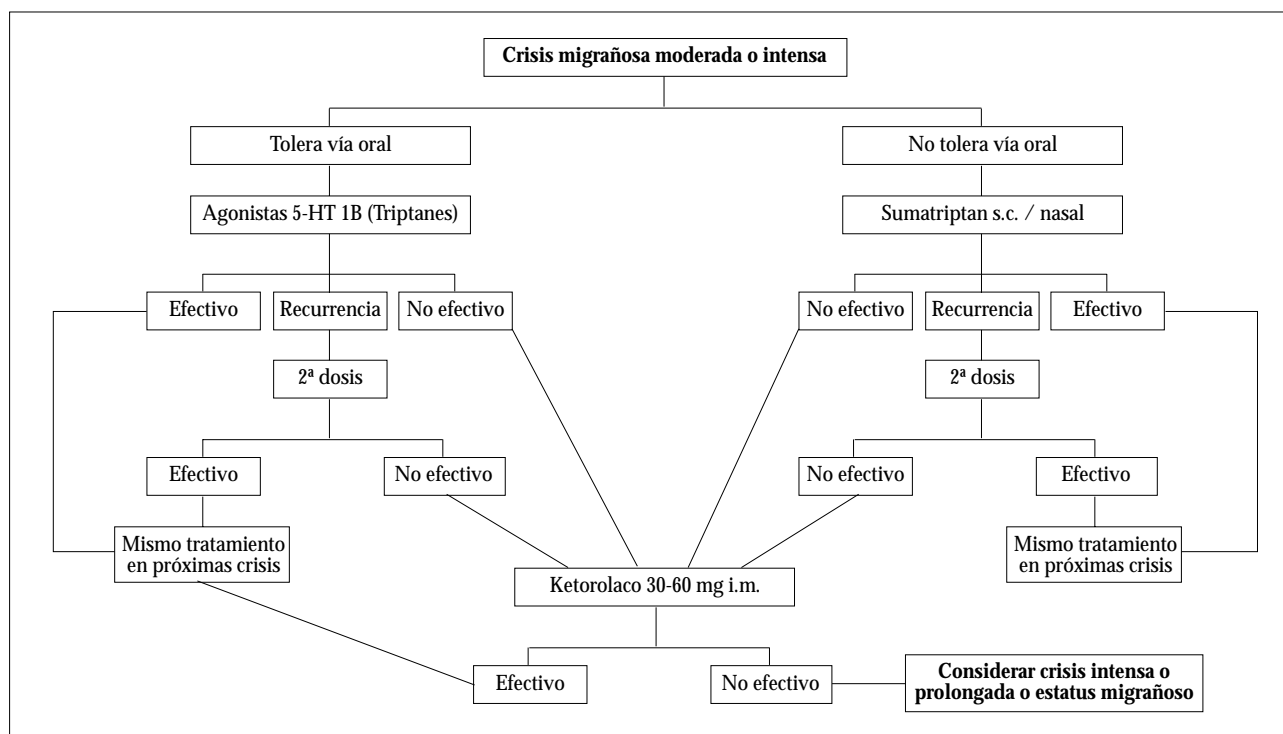 Crisis migrañosa moderada o intensa
Tolera vía oral
No tolera vía oral
Agonistas 5-HT 1B (Triptanes)
Sumatriptan s.c. / nasal
Efectivo
Recurrencia
No efectivo
No efectivo
Recurrencia
Efectivo
2ª dosis
2ª dosis
Efectivo
No efectivo
No efectivo
Efectivo
Mismo tratamiento
en próximas crisis
Mismo tratamiento
en próximas crisis
Ketorolaco 30-60 mg i.m.
Efectivo
No efectivo
Considerar crisis intensa o
prolongada o estatus migrañoso